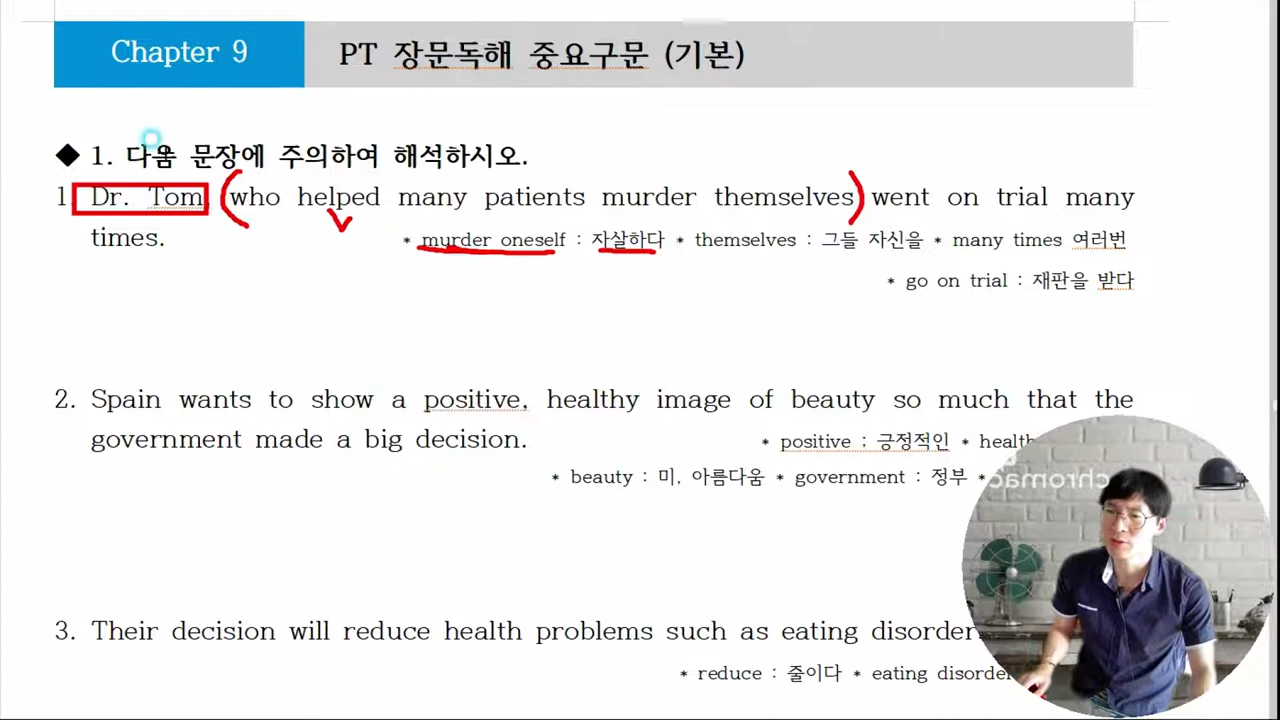 Chapter 9
PT 장문독해 중요구문 (기본)
◆ 1. 다음 문장에 주의하여 해석하시오.
1. Dr. Tom, who helped many patients murder themselves, went on trial many
times.
* murder oneself : 자살하다 * themselves : 그들 자신을 * many times 여러번
* go on trial : 재판을 받다
2. Spain wants to show a positive, healthy image of beauty so much that the
government made a big decision.
* positive ; 긍정적인 * health
* beauty : 미, 아름다움 * government : 정부 *
3. Their decision will reduce health problems such as eating disorder
* reduce : 줄이다 * eating disorder